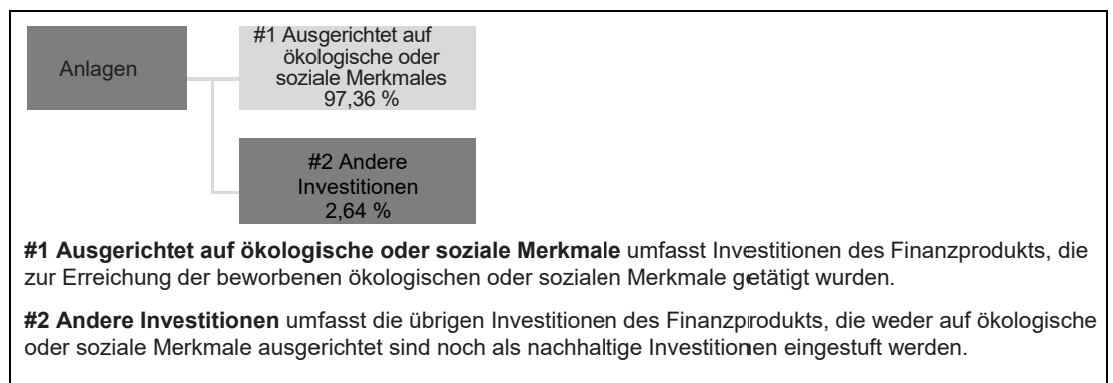 Anlagen
#1 Ausgerichtet auf
ökologische oder
soziale Merkmales
97,36 %
#2 Andere
Investitionen
2,64 %
#1 Ausgerichtet auf ökologische oder soziale Merkmale umfasst Investitionen des Finanzprodukts, die
zur Erreichung der beworbenen ökologischen oder sozialen Merkmale getätigt wurden.
#2 Andere Investitionen umfasst die übrigen Investitionen des Finanzprodukts, die weder auf ökologische
oder soziale Merkmale ausgerichtet sind noch als nachhaltige Investitionen eingestuft werden.